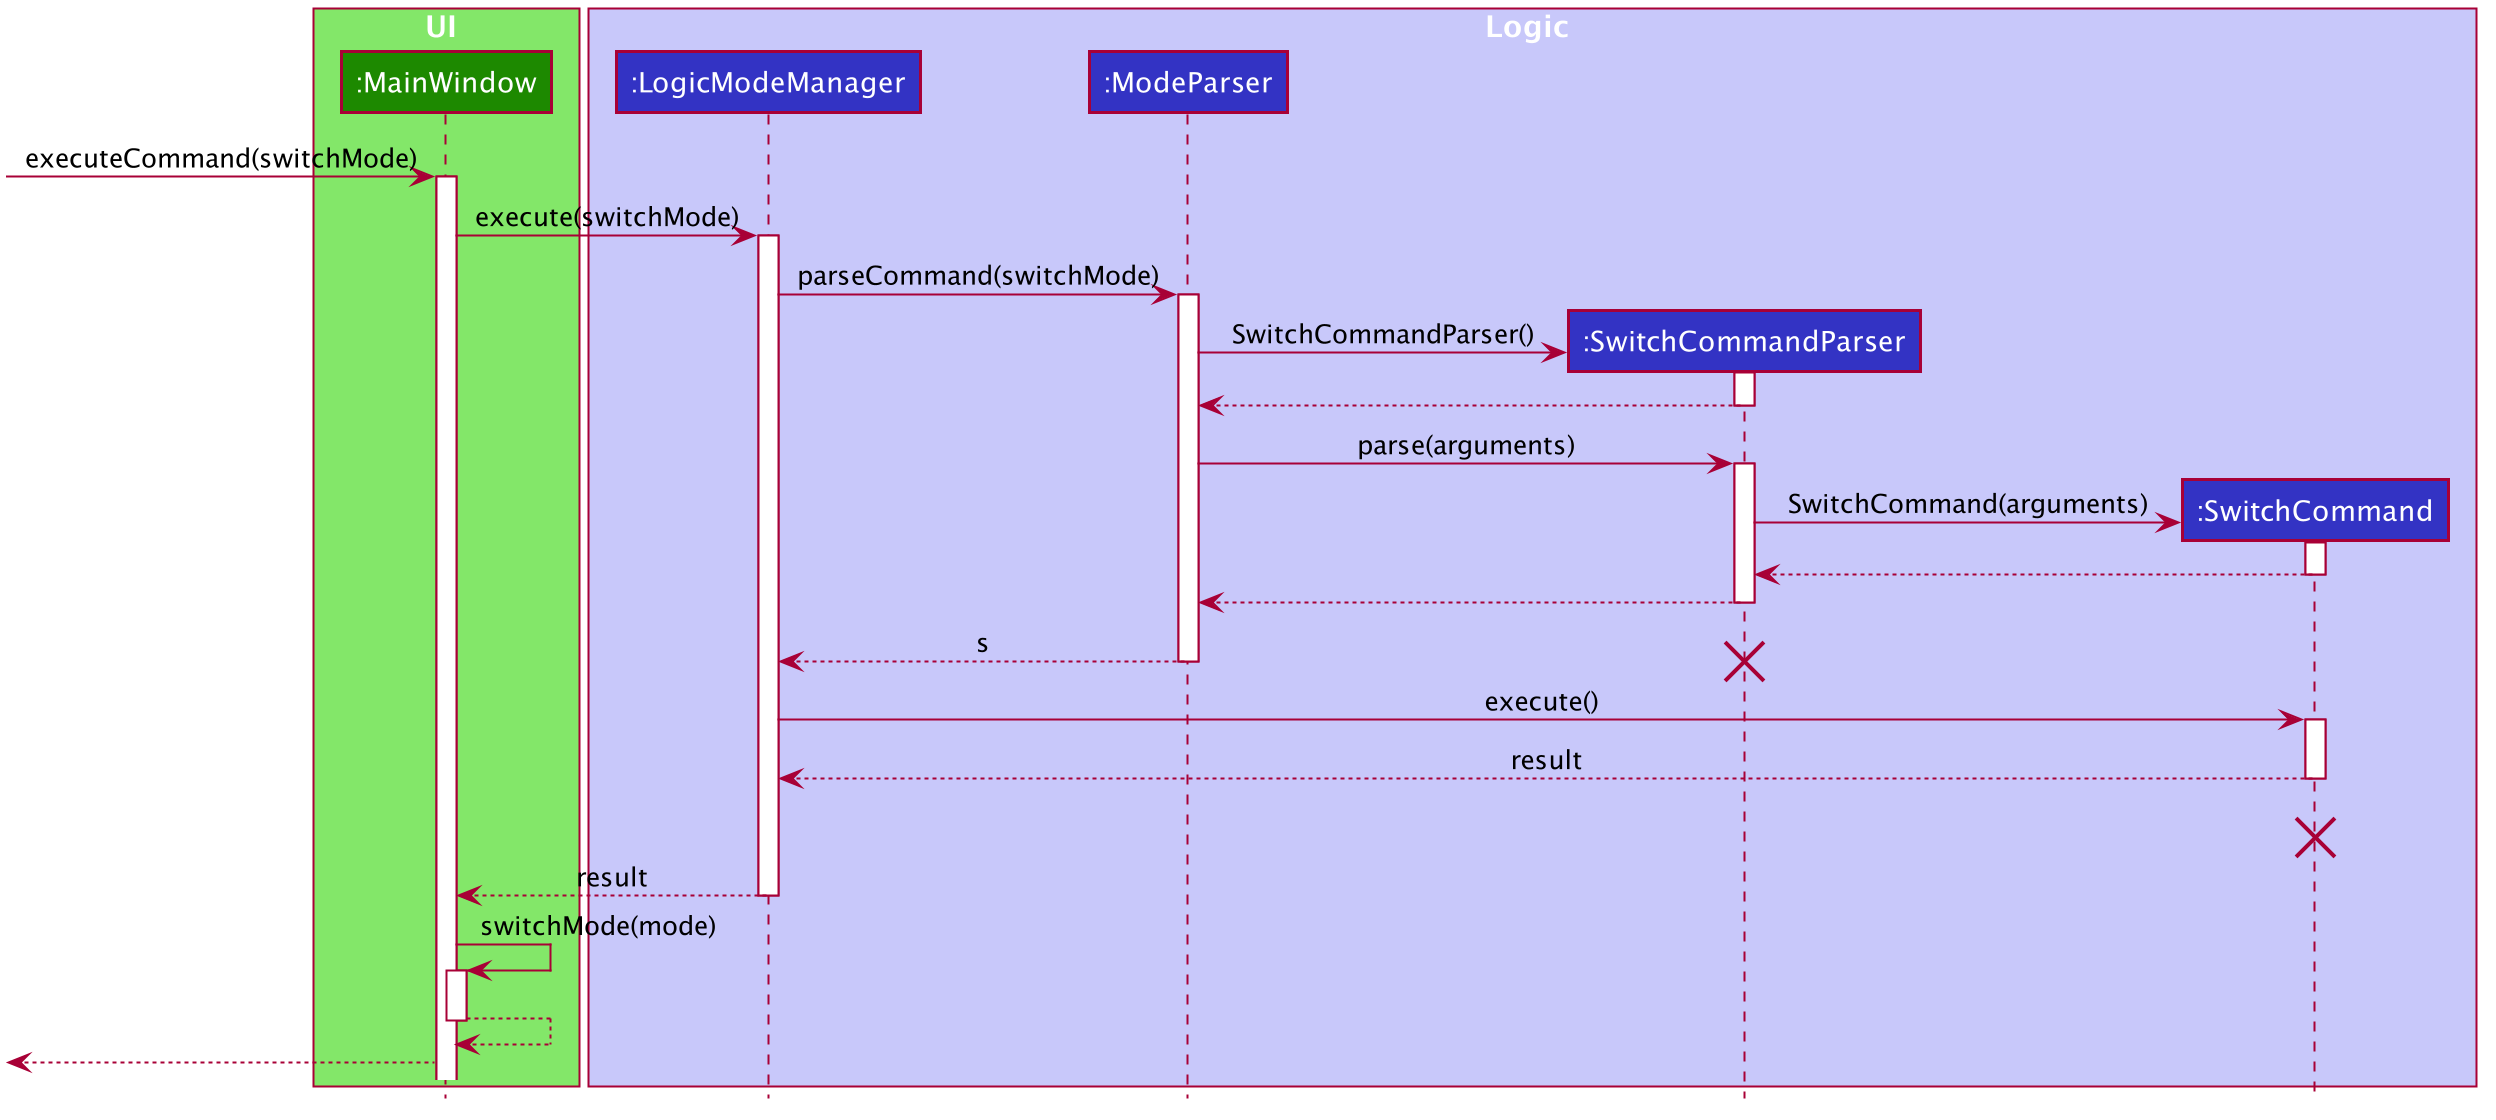 UI
Logic
:MainWindow
:LogicModeManager
:ModeParser
executeCommand(switchMode)
execute(switchMode)
parseCommand(switchMode)
SwitchCommandParser()
:SwitchCommandParser
parse(arguments)
SwitchCommand(arguments)
:SwitchCommand
s
execute()
result
result
switchMode(mode)